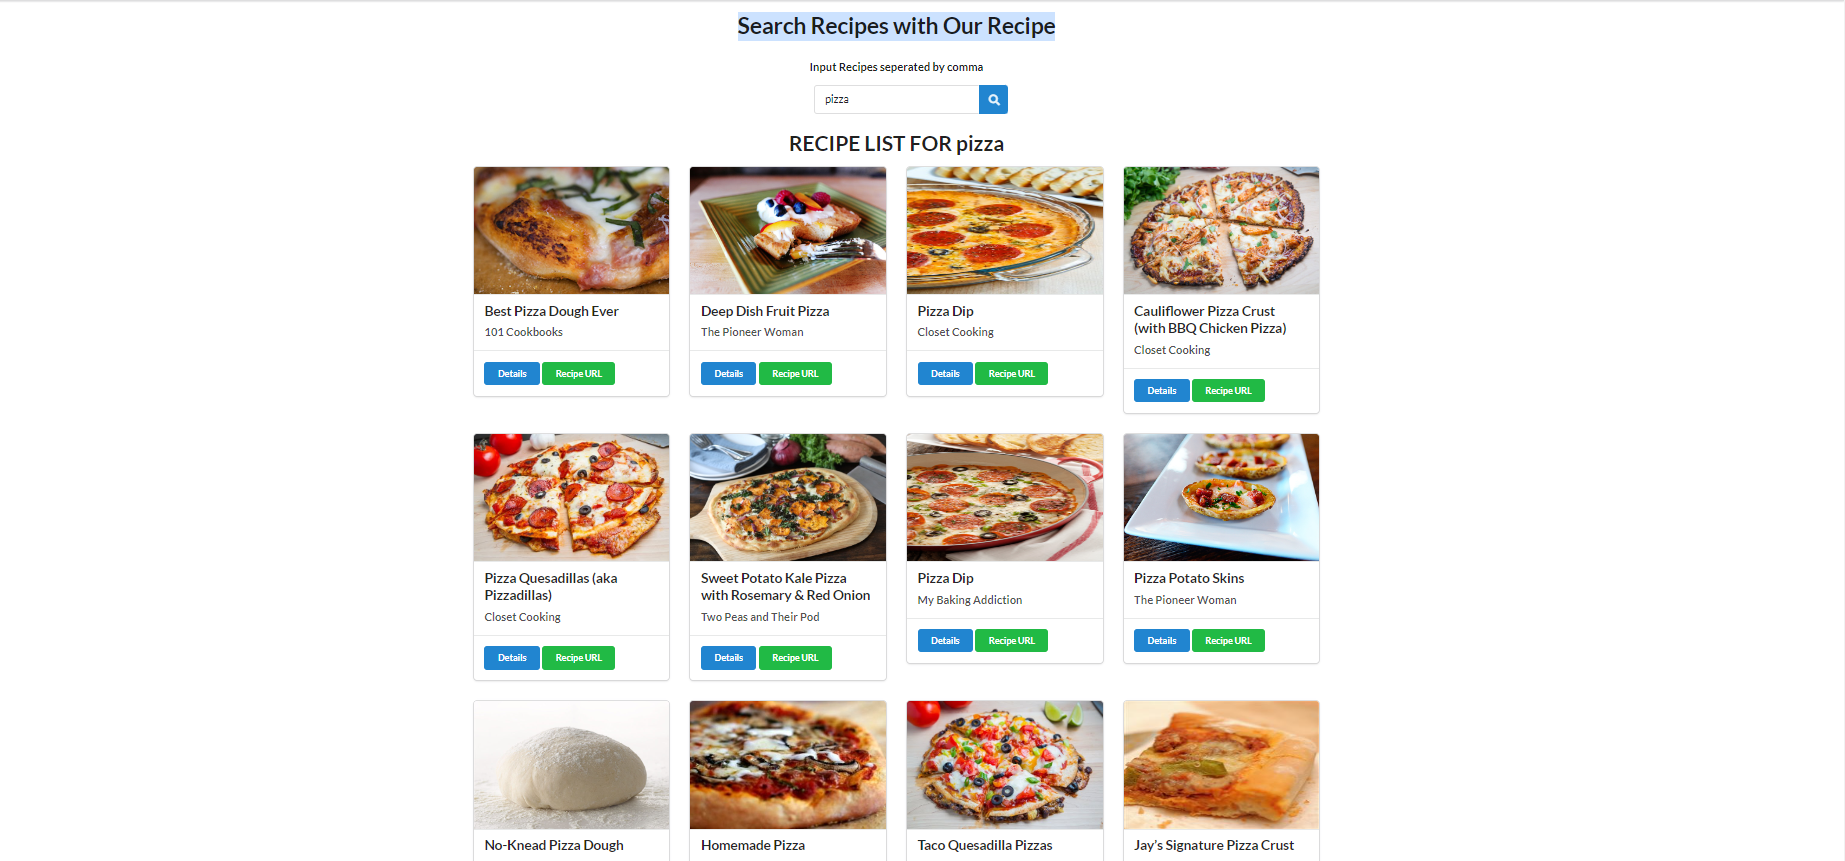 Search Recipes with Our Recipe
Input Recipes seperated by comma
pizza
RECIPE LIST FOR pizza
Best Pizza Dough Ever
101 Cookbooks
Details Recipe URL
Deep Dish Fruit Pizza
The Pioneer Woman
Details Recipe URL
Pizza Dip
Closet Cooking
Details Recipe URL
Cauliflower Pizza Crust
(with BBQ Chicken Pizza)
Closet Cooking
Details Recipe URL
Pizza Quesadillas (aka
Pizzadillas)
Closet Cooking
Details Recipe URL
Sweet Potato Kale Pizza
with Rosemary & Red Onion
Two Peas and Their Pod
Details Recipe URL
Pizza Dip
My Baking Addiction
Details Recipe URL
Pizza Potato Skins
The Pioneer Woman
Details Recipe URL
No-Knead Pizza Dough
Homemade Pizza
Taco Quesadilla Pizzas
Jay’s Signature Pizza Crust